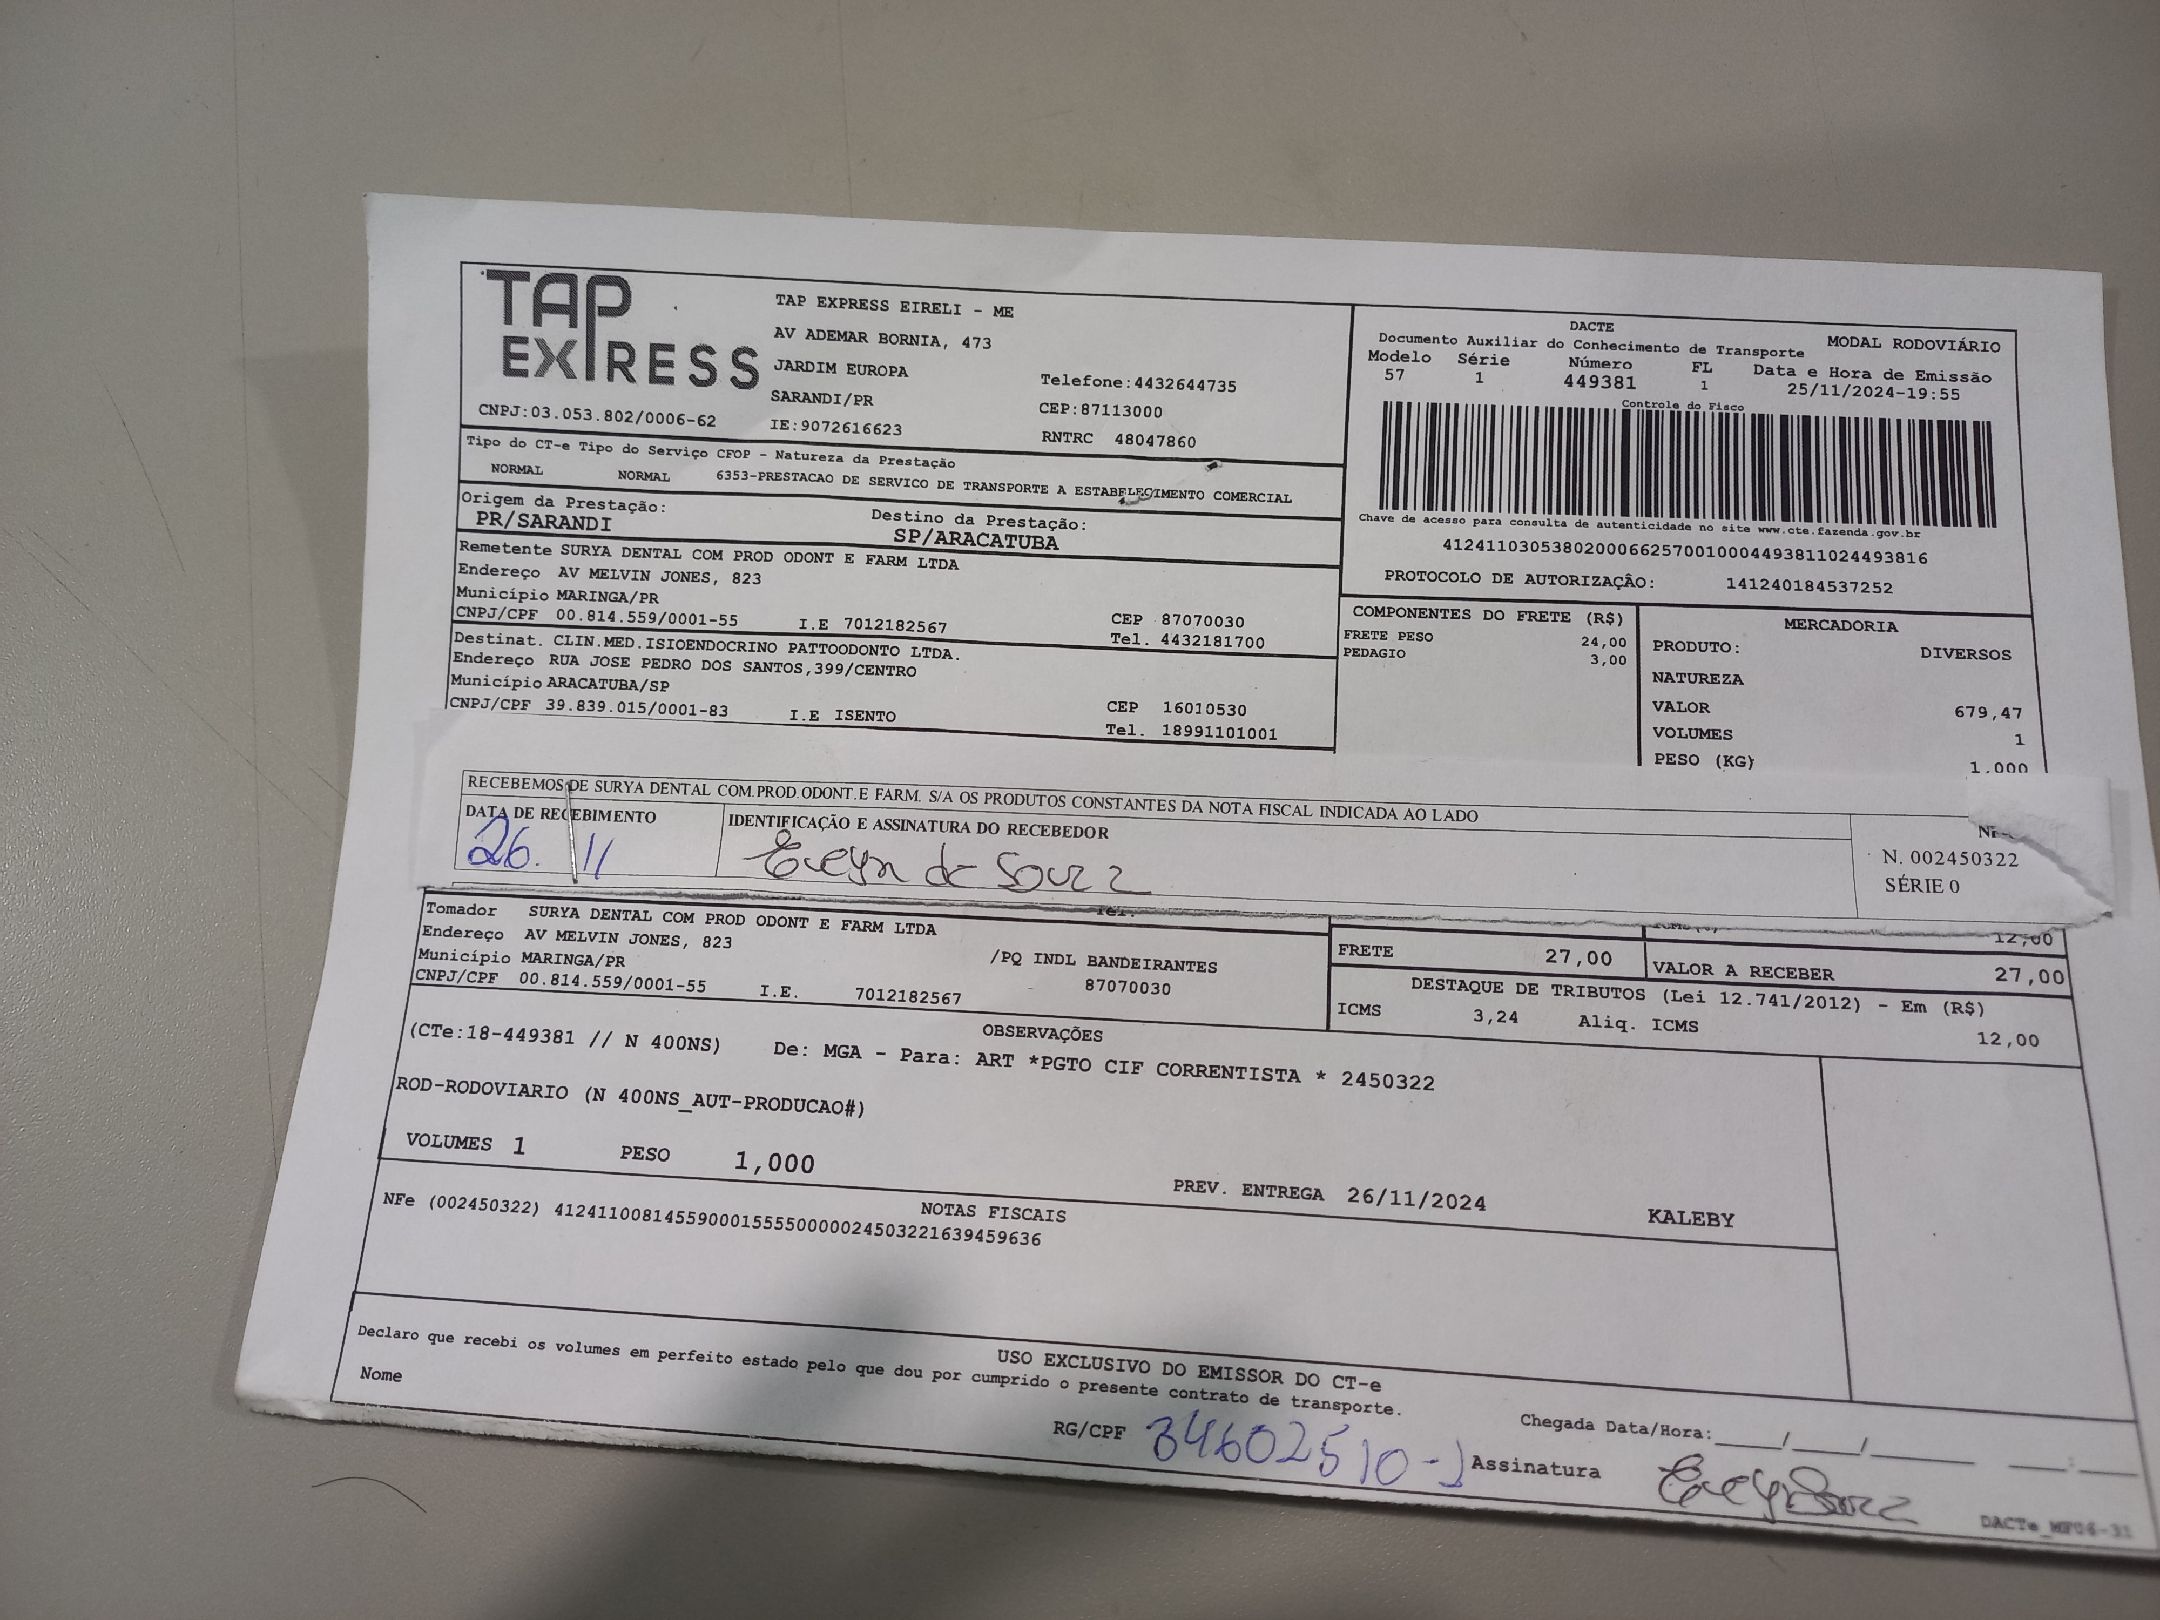 TAP
EXPRESS
CNPJ:03.053.802/0006-62
TAP EXPRESS EIRELI - ME
AV ADEMAR BORNIA, 473
JARDIM EUROPA
SARANDI/PR
IE:9072616623
Telefone:4432644735
CEP:87113000
RNTRC 48047860
DACTE
Documento Auxiliar do Conhecimento de Transporte
MODAL RODOVIÁRIO
Modelo Série Número FL Data e Hora de Emissão
57 1 449381 1 25/11/2024-19:55
Controle do Fisco
Chave de acesso para consulta de autenticidade no site www.cte.fazenda.gov.br
41241103053802000662570010004493811024493816
PROTOCOLO DE AUTORIZAÇÂO: 141240184537252
Tipo do CT-e Tipo do Serviço CFOP - Natureza da Prestação
NORMAL NORMAL 6353-PRESTACAO DE SERVICO DE TRANSPORTE A ESTABELECIMENTO COMERCIAL
Origem da Prestação: Destino da Prestação:
PR/SARANDI SP/ARACATUBA
Remetente SURYA DENTAL COM PROD ODONT E FARM LTDA
Endereço AV MELVIN JONES, 823
Município MARINGA/PR CEP 87070030
CNPJ/CPF 00.814.559/0001-55 I.E 7012182567 Tel. 4432181700
Destinat. CLIN.MED.ISIOENDOCRINO PATTOODONTO LTDA.
Endereço RUA JOSE PEDRO DOS SANTOS,399/CENTRO
Município ARACATUBA/SP CEP 16010530
CNPJ/CPF 39.839.015/0001-83 I.E ISENTO Tel. 18991101001
COMPONENTES DO FRETE (R$)
FRETE PESO 24,00
PEDAGIO 3,00
MERCADORIA
PRODUTO: DIVERSOS
NATUREZA
VALOR 679,47
VOLUMES 1
PESO (KG) 1,000
RECEBEMOS DE SURYA DENTAL COM.PROD.ODONT.E FARM. S/A OS PRODUTOS CONSTANTES DA NOTA FISCAL INDICADA AO LADO
DATA DE RECEBIMENTO IDENTIFICAÇÃO E ASSINATURA DO RECEBEDOR
26. 11 Evelyn de Souza
N. 002450322
SÉRIE 0
Tomador SURYA DENTAL COM PROD ODONT E FARM LTDA
Endereço AV MELVIN JONES, 823 /PQ INDL BANDEIRANTES
Município MARINGA/PR 87070030
CNPJ/CPF 00.814.559/0001-55 I.E. 7012182567
12,00
FRETE 27,00 VALOR A RECEBER 27,00
DESTAQUE DE TRIBUTOS (Lei 12.741/2012) - Em (R$)
ICMS 3,24 Aliq. ICMS 12,00
OBSERVAÇÕES
(CTe:18-449381 // N 400NS) De: MGA - Para: ART *PGTO CIF CORRENTISTA * 2450322
ROD-RODOVIARIO (N 400NS_AUT-PRODUCAO#)
VOLUMES 1 PESO 1,000
PREV. ENTREGA 26/11/2024 KALEBY
NOTAS FISCAIS
NFe (002450322) 41241100814559000155550000024503221639459636
USO EXCLUSIVO DO EMISSOR DO CT-e
Declaro que recebi os volumes em perfeito estado pelo que dou por cumprido o presente contrato de transporte.
Nome RG/CPF 34602510-1 Assinatura
Chegada Data/Hora:____/____/______ ___:___
DACTe_MF06-31